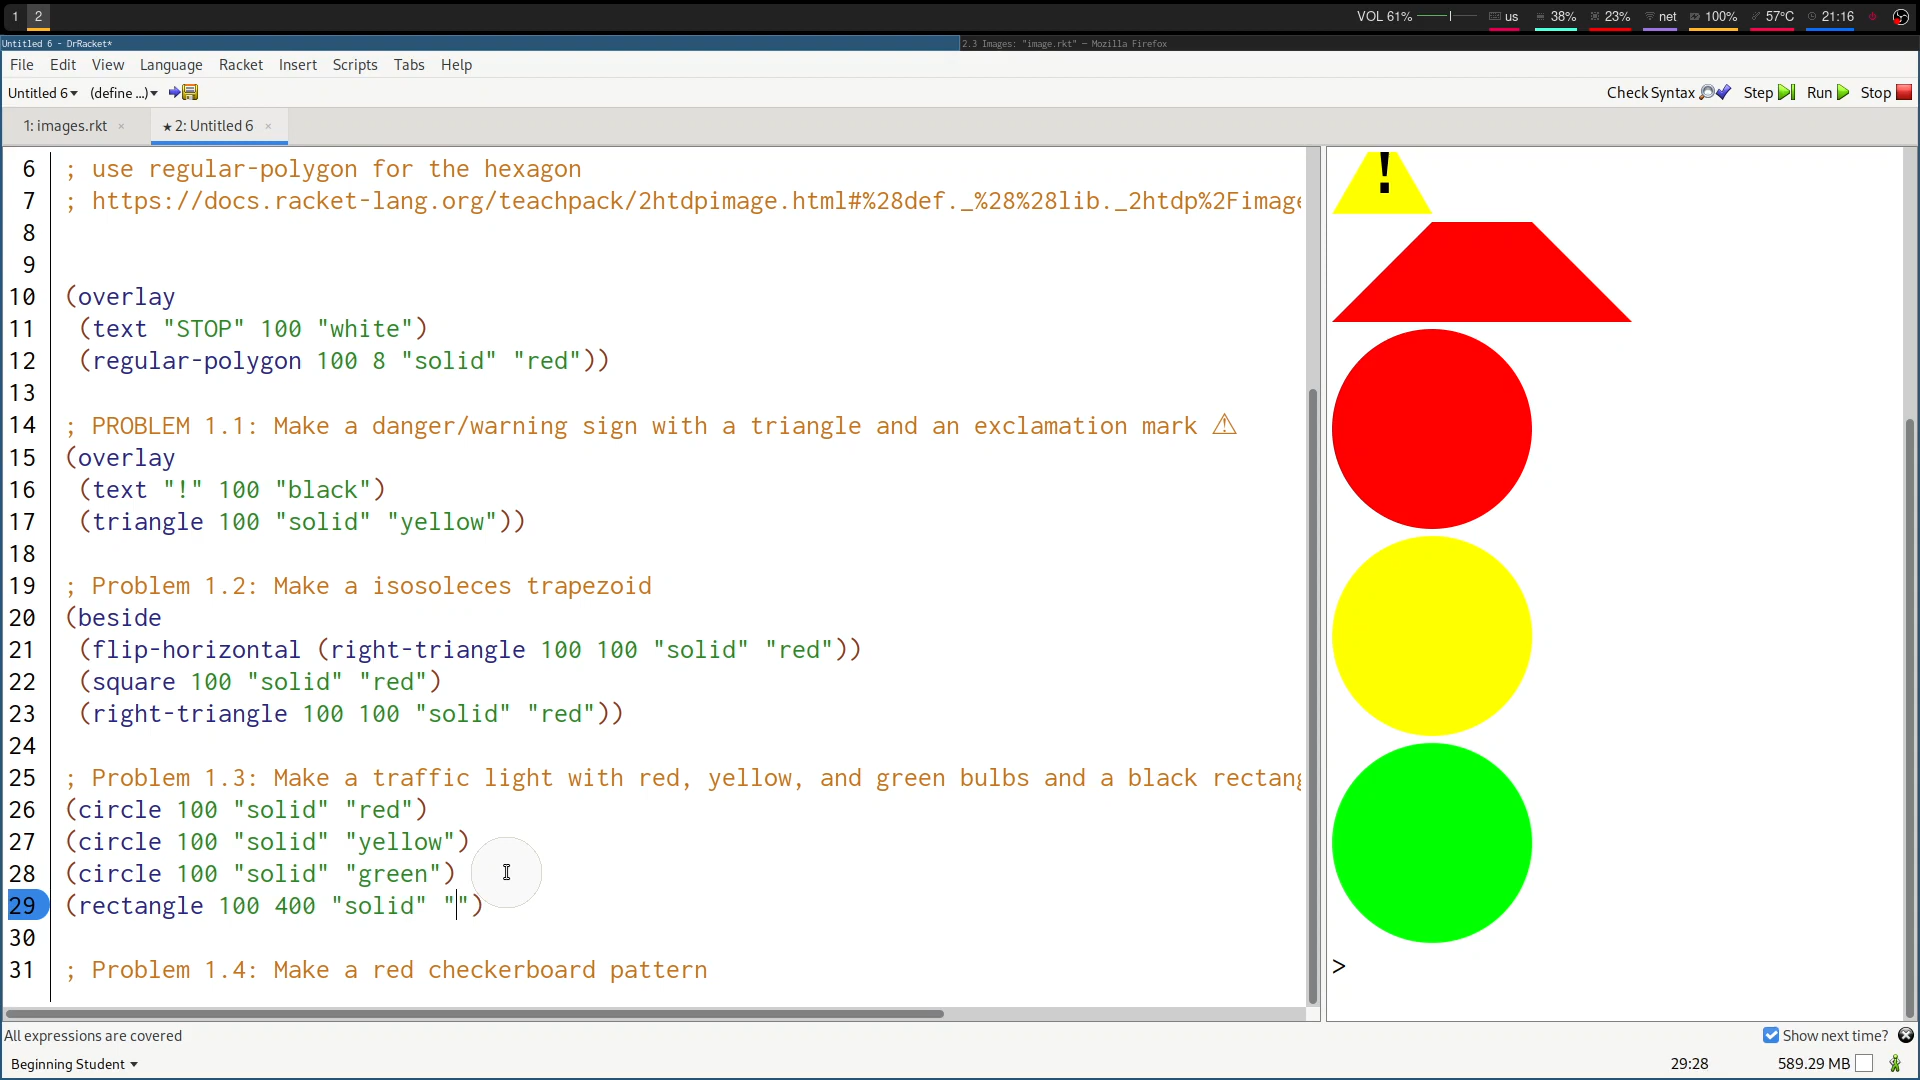 1 2 VOL 61% us 38% 23% net 100% 57°C 21:16
Untitled 6 - DrRacket* 2.3 Images: "image.rkt" — Mozilla Firefox
File Edit View Language Racket Insert Scripts Tabs Help
Untitled 6 (define ...) Check Syntax Step Run Stop
1: images.rkt × ★2: Untitled 6 ×
6 ; use regular-polygon for the hexagon
7 ; https://docs.racket-lang.org/teachpack/2htdpimage.html#%28def._%28%28lib._2htdp%2Fimage
8
9
10 (overlay
11 (text "STOP" 100 "white")
12 (regular-polygon 100 8 "solid" "red"))
13
14 ; PROBLEM 1.1: Make a danger/warning sign with a triangle and an exclamation mark ⚠
15 (overlay
16 (text "!" 100 "black")
17 (triangle 100 "solid" "yellow"))
18
19 ; Problem 1.2: Make a isosoleces trapezoid
20 (beside
21 (flip-horizontal (right-triangle 100 100 "solid" "red"))
22 (square 100 "solid" "red")
23 (right-triangle 100 100 "solid" "red"))
24
25 ; Problem 1.3: Make a traffic light with red, yellow, and green bulbs and a black rectang
26 (circle 100 "solid" "red")
27 (circle 100 "solid" "yellow")
28 (circle 100 "solid" "green")
29 (rectangle 100 400 "solid" "")
30
31 ; Problem 1.4: Make a red checkerboard pattern
!
>
All expressions are covered Show next time?
Beginning Student 29:28 589.29 MB